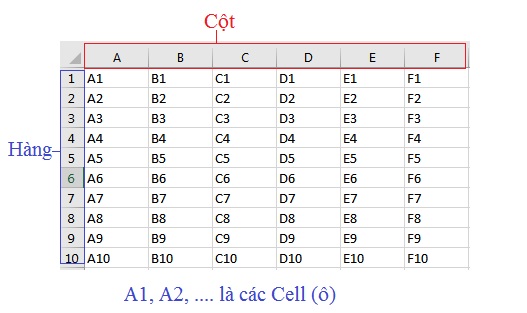 Cột
A B C D E F
1 A1 B1 C1 D1 E1 F1
2 A2 B2 C2 D2 E2 F2
3 A3 B3 C3 D3 E3 F3
4 A4 B4 C4 D4 E4 F4
Hàng
5 A5 B5 C5 D5 E5 F5
6 A6 B6 C6 D6 E6 F6
7 A7 B7 C7 D7 E7 F7
8 A8 B8 C8 D8 E8 F8
9 A9 B9 C9 D9 E9 F9
10 A10 B10 C10 D10 E10 F10
A1, A2, .... là các Cell (ô)